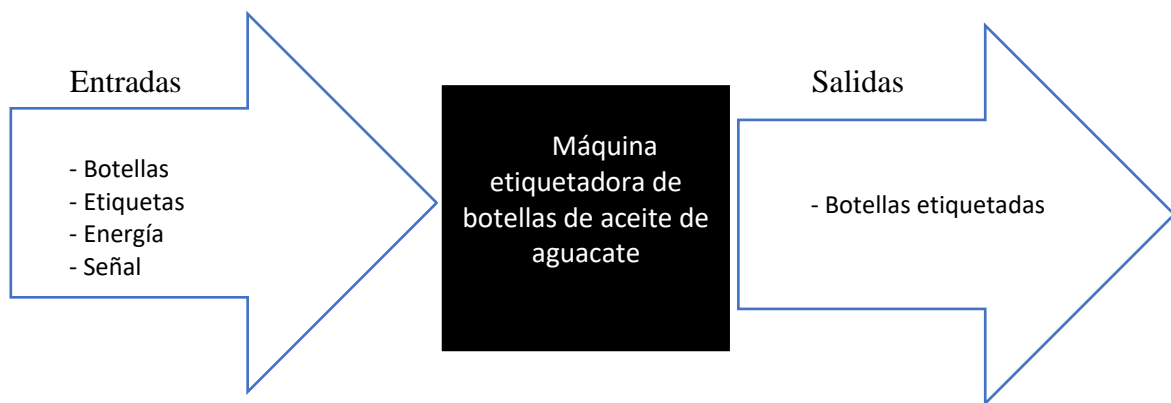 Entradas
- Botellas
- Etiquetas
- Energía
- Señal
Máquina
etiquetadora de
botellas de aceite de
aguacate
Salidas
- Botellas etiquetadas